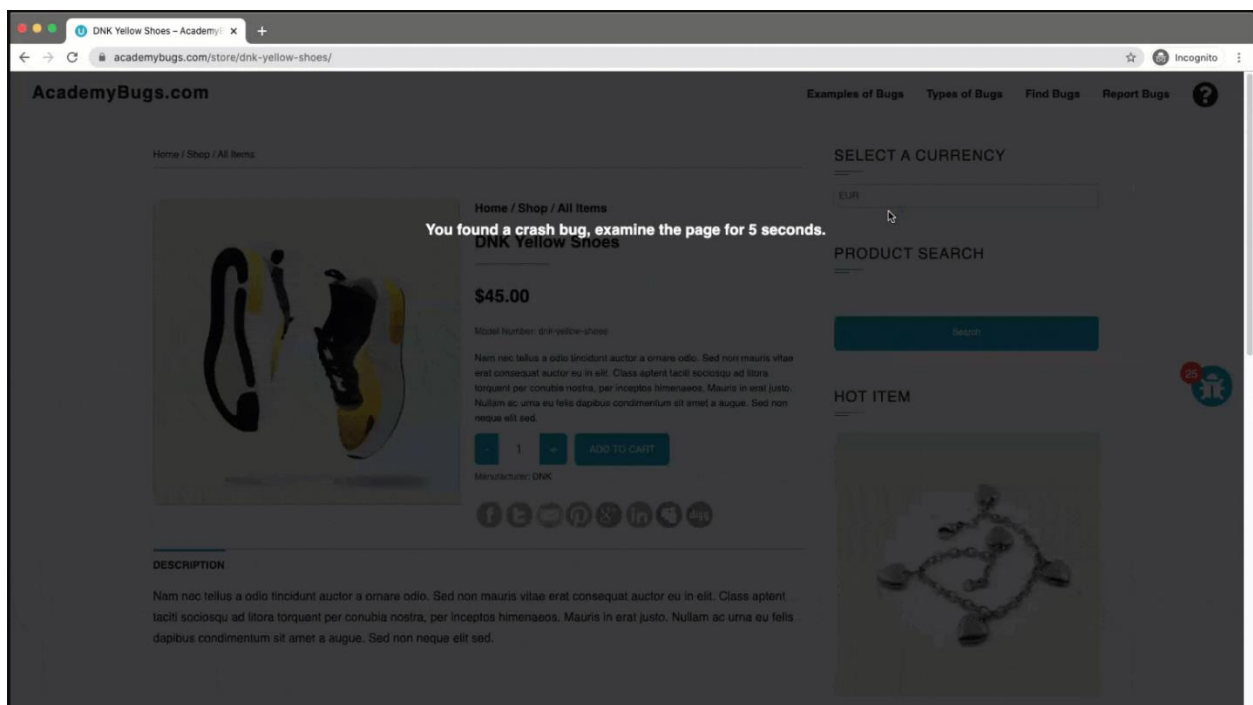 DNK Yellow Shoes – Academy
academybugs.com/store/dnk-yellow-shoes/
Incognito
AcademyBugs.com
Examples of Bugs
Types of Bugs
Find Bugs
Report Bugs
?
Home / Shop / All Items
SELECT A CURRENCY
EUR
Home / Shop / All Items
You found a crash bug, examine the page for 5 seconds.
DNK Yellow Shoes
PRODUCT SEARCH
$45.00
Model Number: dnk-yellow-shoes
Search
Nam nec tellus a odio tincidunt auctor a ornare odio. Sed non mauris vitae
erat consequat auctor eu in elit. Class aptent taciti sociosqu ad litora
torquent per conubia nostra, per inceptos himenaeos. Mauris in erat justo.
Nullam ac urna eu felis dapibus condimentum sit amet a augue. Sed non
neque elit sed.
25
HOT ITEM
- 1 + ADD TO CART
Manufacturer: DNK
digg
DESCRIPTION
Nam nec tellus a odio tincidunt auctor a ornare odio. Sed non mauris vitae erat consequat auctor eu in elit. Class aptent
taciti sociosqu ad litora torquent per conubia nostra, per inceptos himenaeos. Mauris in erat justo. Nullam ac urna eu felis
dapibus condimentum sit amet a augue. Sed non neque elit sed.